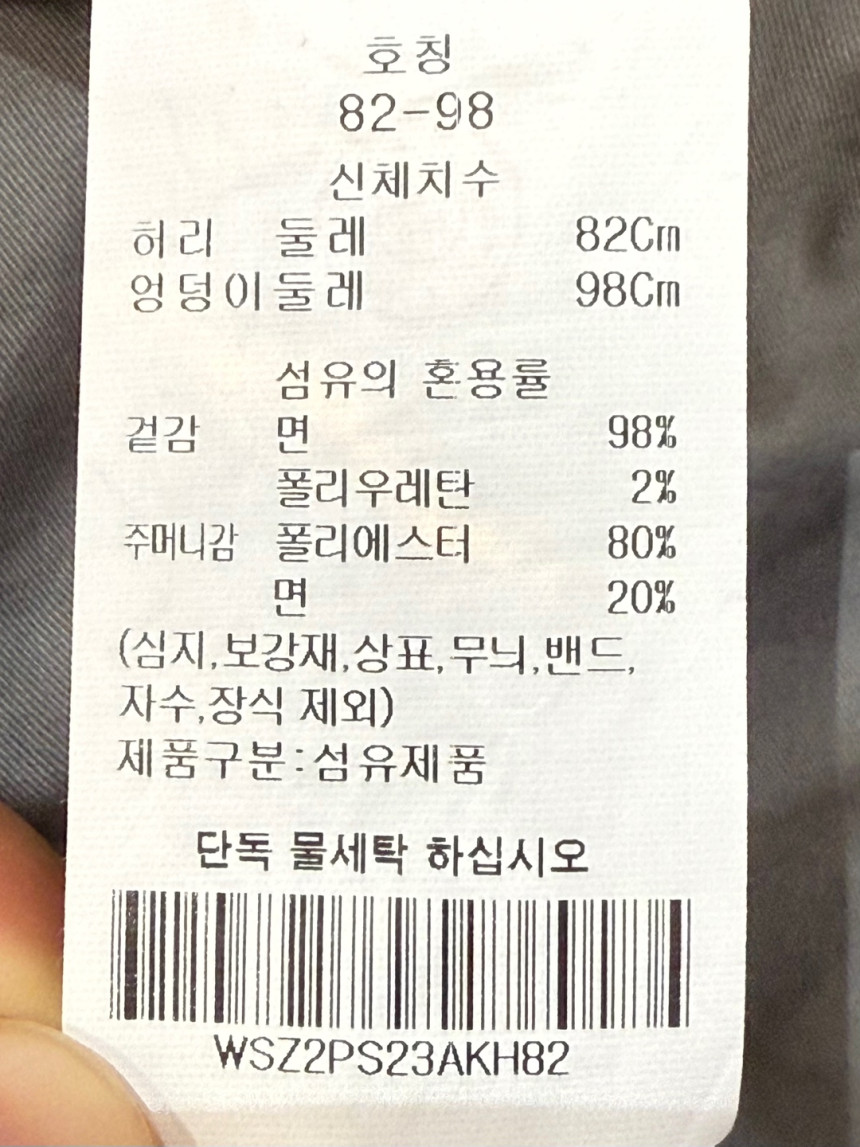 호칭
82-98
신체치수
허리 둘레 82Cm
엉덩이둘레 98Cm
섬유의 혼용률
겉감 면 98%
폴리우레탄 2%
주머니감 폴리에스터 80%
면 20%
(심지,보강재,상표,무늬,밴드,
자수,장식 제외)
제품구분:섬유제품
단독 물세탁 하십시오
WSZ2PS23AKH82